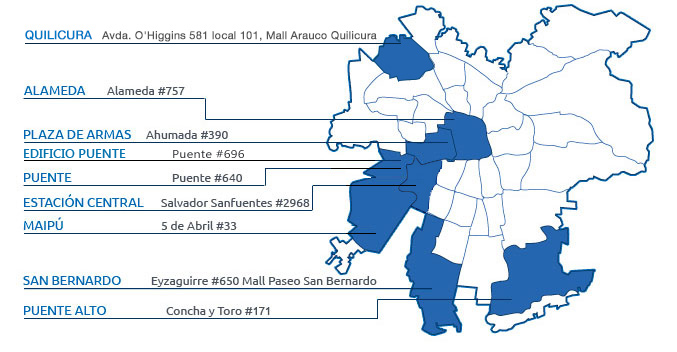 QUILICURA Avda. O'Higgins 581 local 101, Mall Arauco Quilicura
ALAMEDA Alameda #757
PLAZA DE ARMAS Ahumada #390
EDIFICIO PUENTE Puente #696
PUENTE Puente #640
ESTACIÓN CENTRAL Salvador Sanfuentes #2968
MAIPÚ 5 de Abril #33
SAN BERNARDO Eyzaguirre #650 Mall Paseo San Bernardo
PUENTE ALTO Concha y Toro #171